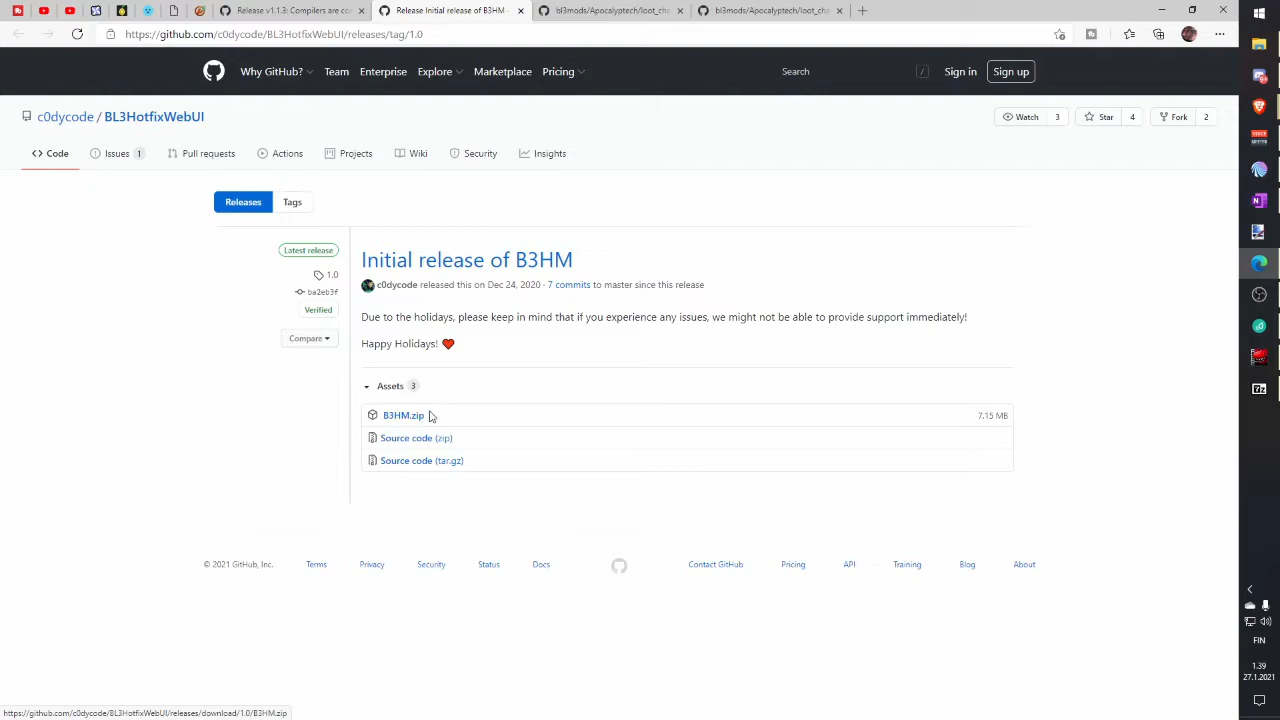 Release v1.1.3: Compilers are co
Release Initial release of B3HM
bl3mods/Apocalyptech/loot_cha
bl3mods/Apocalyptech/loot_cha
https://github.com/c0dycode/BL3HotfixWebUI/releases/tag/1.0
Why GitHub? Team Enterprise Explore Marketplace Pricing Search / Sign in Sign up
c0dycode / BL3HotfixWebUI Watch 3 Star 4 Fork 2
<> Code Issues 1 Pull requests Actions Projects Wiki Security Insights
Releases Tags
Latest release
1.0
ba2eb3f
Verified
Compare
Initial release of B3HM
c0dycode released this on Dec 24, 2020 · 7 commits to master since this release
Due to the holidays, please keep in mind that if you experience any issues, we might not be able to provide support immediately!
Happy Holidays! ❤
Assets 3
B3HM.zip 7.15 MB
Source code (zip)
Source code (tar.gz)
© 2021 GitHub, Inc. Terms Privacy Security Status Docs Contact GitHub Pricing API Training Blog About
https://github.com/c0dycode/BL3HotfixWebUI/releases/download/1.0/B3HM.zip
7z
FIN
1.39
27.1.2021